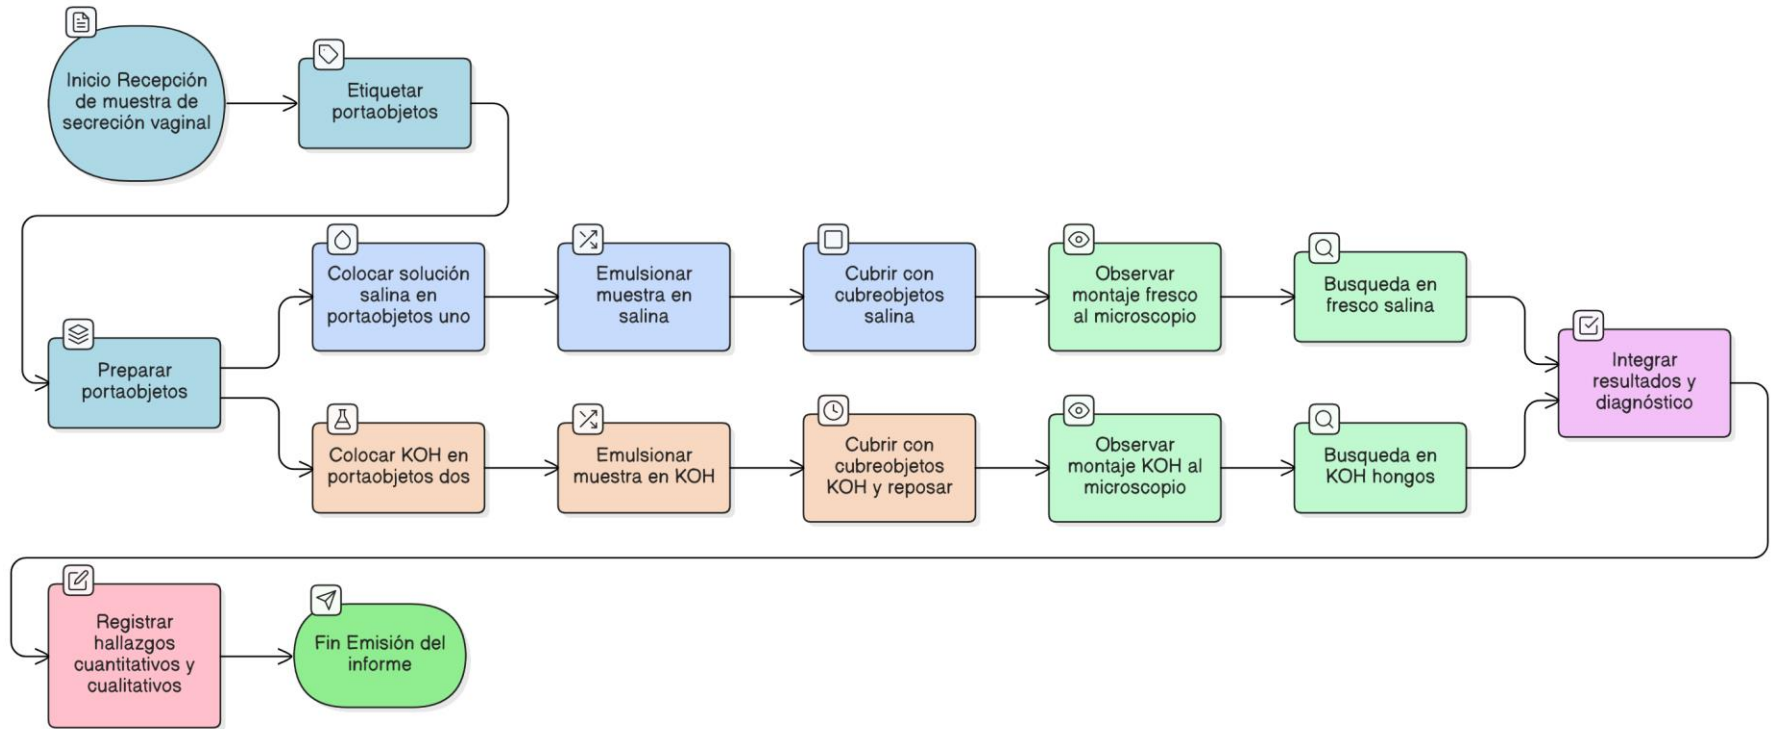 Inicio Recepción
de muestra de
secreción vaginal
Etiquetar
portaobjetos
Preparar
portaobjetos
Colocar solución
salina en
portaobjetos uno
Emulsionar
muestra en
salina
Cubrir con
cubreobjetos
salina
Observar
montaje fresco
al microscopio
Busqueda en
fresco salina
Colocar KOH en
portaobjetos dos
Emulsionar
muestra en KOH
Cubrir con
cubreobjetos
KOH y reposar
Observar
montaje KOH al
microscopio
Busqueda en
KOH hongos
Integrar
resultados y
diagnóstico
Registrar
hallazgos
cuantitativos y
cualitativos
Fin Emisión del
informe